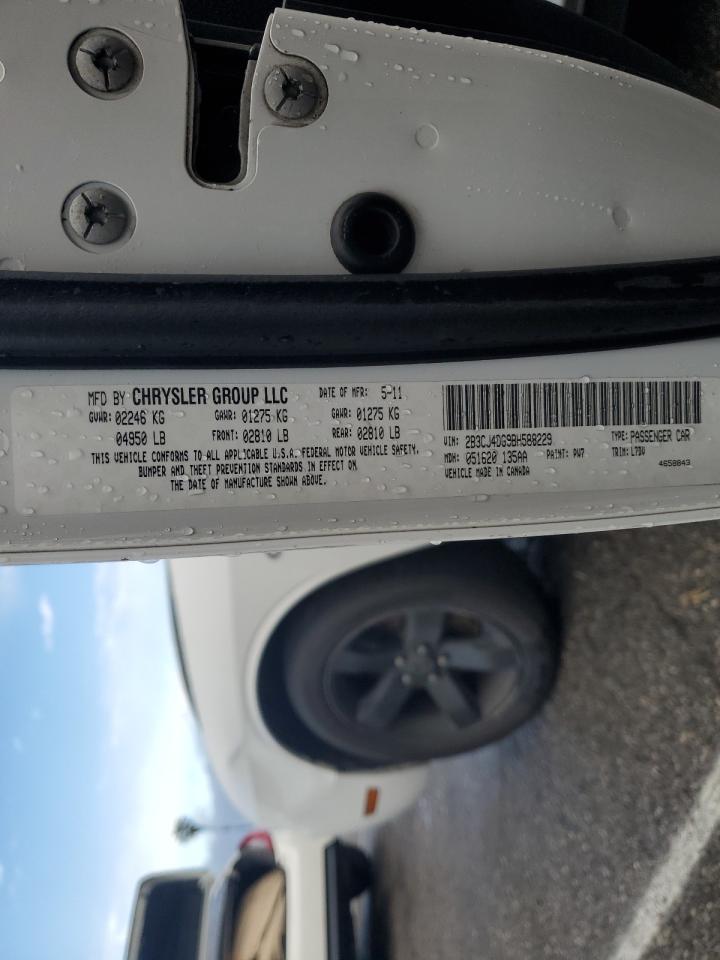 MFD BY CHRYSLER GROUP LLC DATE OF MFR: 5-11
GVWR: 02246 KG GAWR: 01275 KG GAWR: 01275 KG
04950 LB FRONT: 02810 LB REAR: 02810 LB
THIS VEHICLE CONFORMS TO ALL APPLICABLE U.S.A. FEDERAL MOTOR VEHICLE SAFETY,
BUMPER AND THEFT PREVENTION STANDARDS IN EFFECT ON
THE DATE OF MANUFACTURE SHOWN ABOVE.
VIN: 2B3CJ4DG9BH588229 TYPE: PASSENGER CAR
MDH: 051620 135AA PAINT: PW7 TRIM: L7DV
VEHICLE MADE IN CANADA 4658843